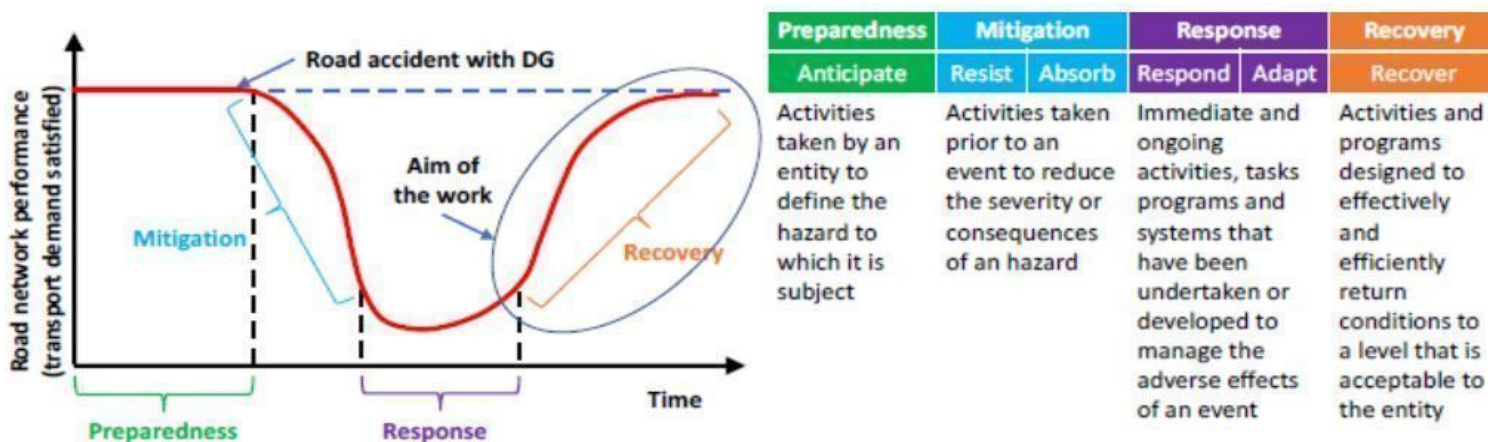 Road network performance
(transport demand satisfied)
Road accident with DG
Aim of
the work
Mitigation
Recovery
Time
Preparedness
Response
Preparedness
Mitigation
Response
Recovery
Anticipate
Resist
Absorb
Respond
Adapt
Recover
Activities
taken by an
entity to
define the
hazard to
which it is
subject
Activities taken
prior to an
event to reduce
the severity or
consequences
of an hazard
Immediate and
ongoing
activities, tasks
programs and
systems that
have been
undertaken or
developed to
manage the
adverse effects
of an event
Activities and
programs
designed to
effectively
and
efficiently
return
conditions to
a level that is
acceptable to
the entity